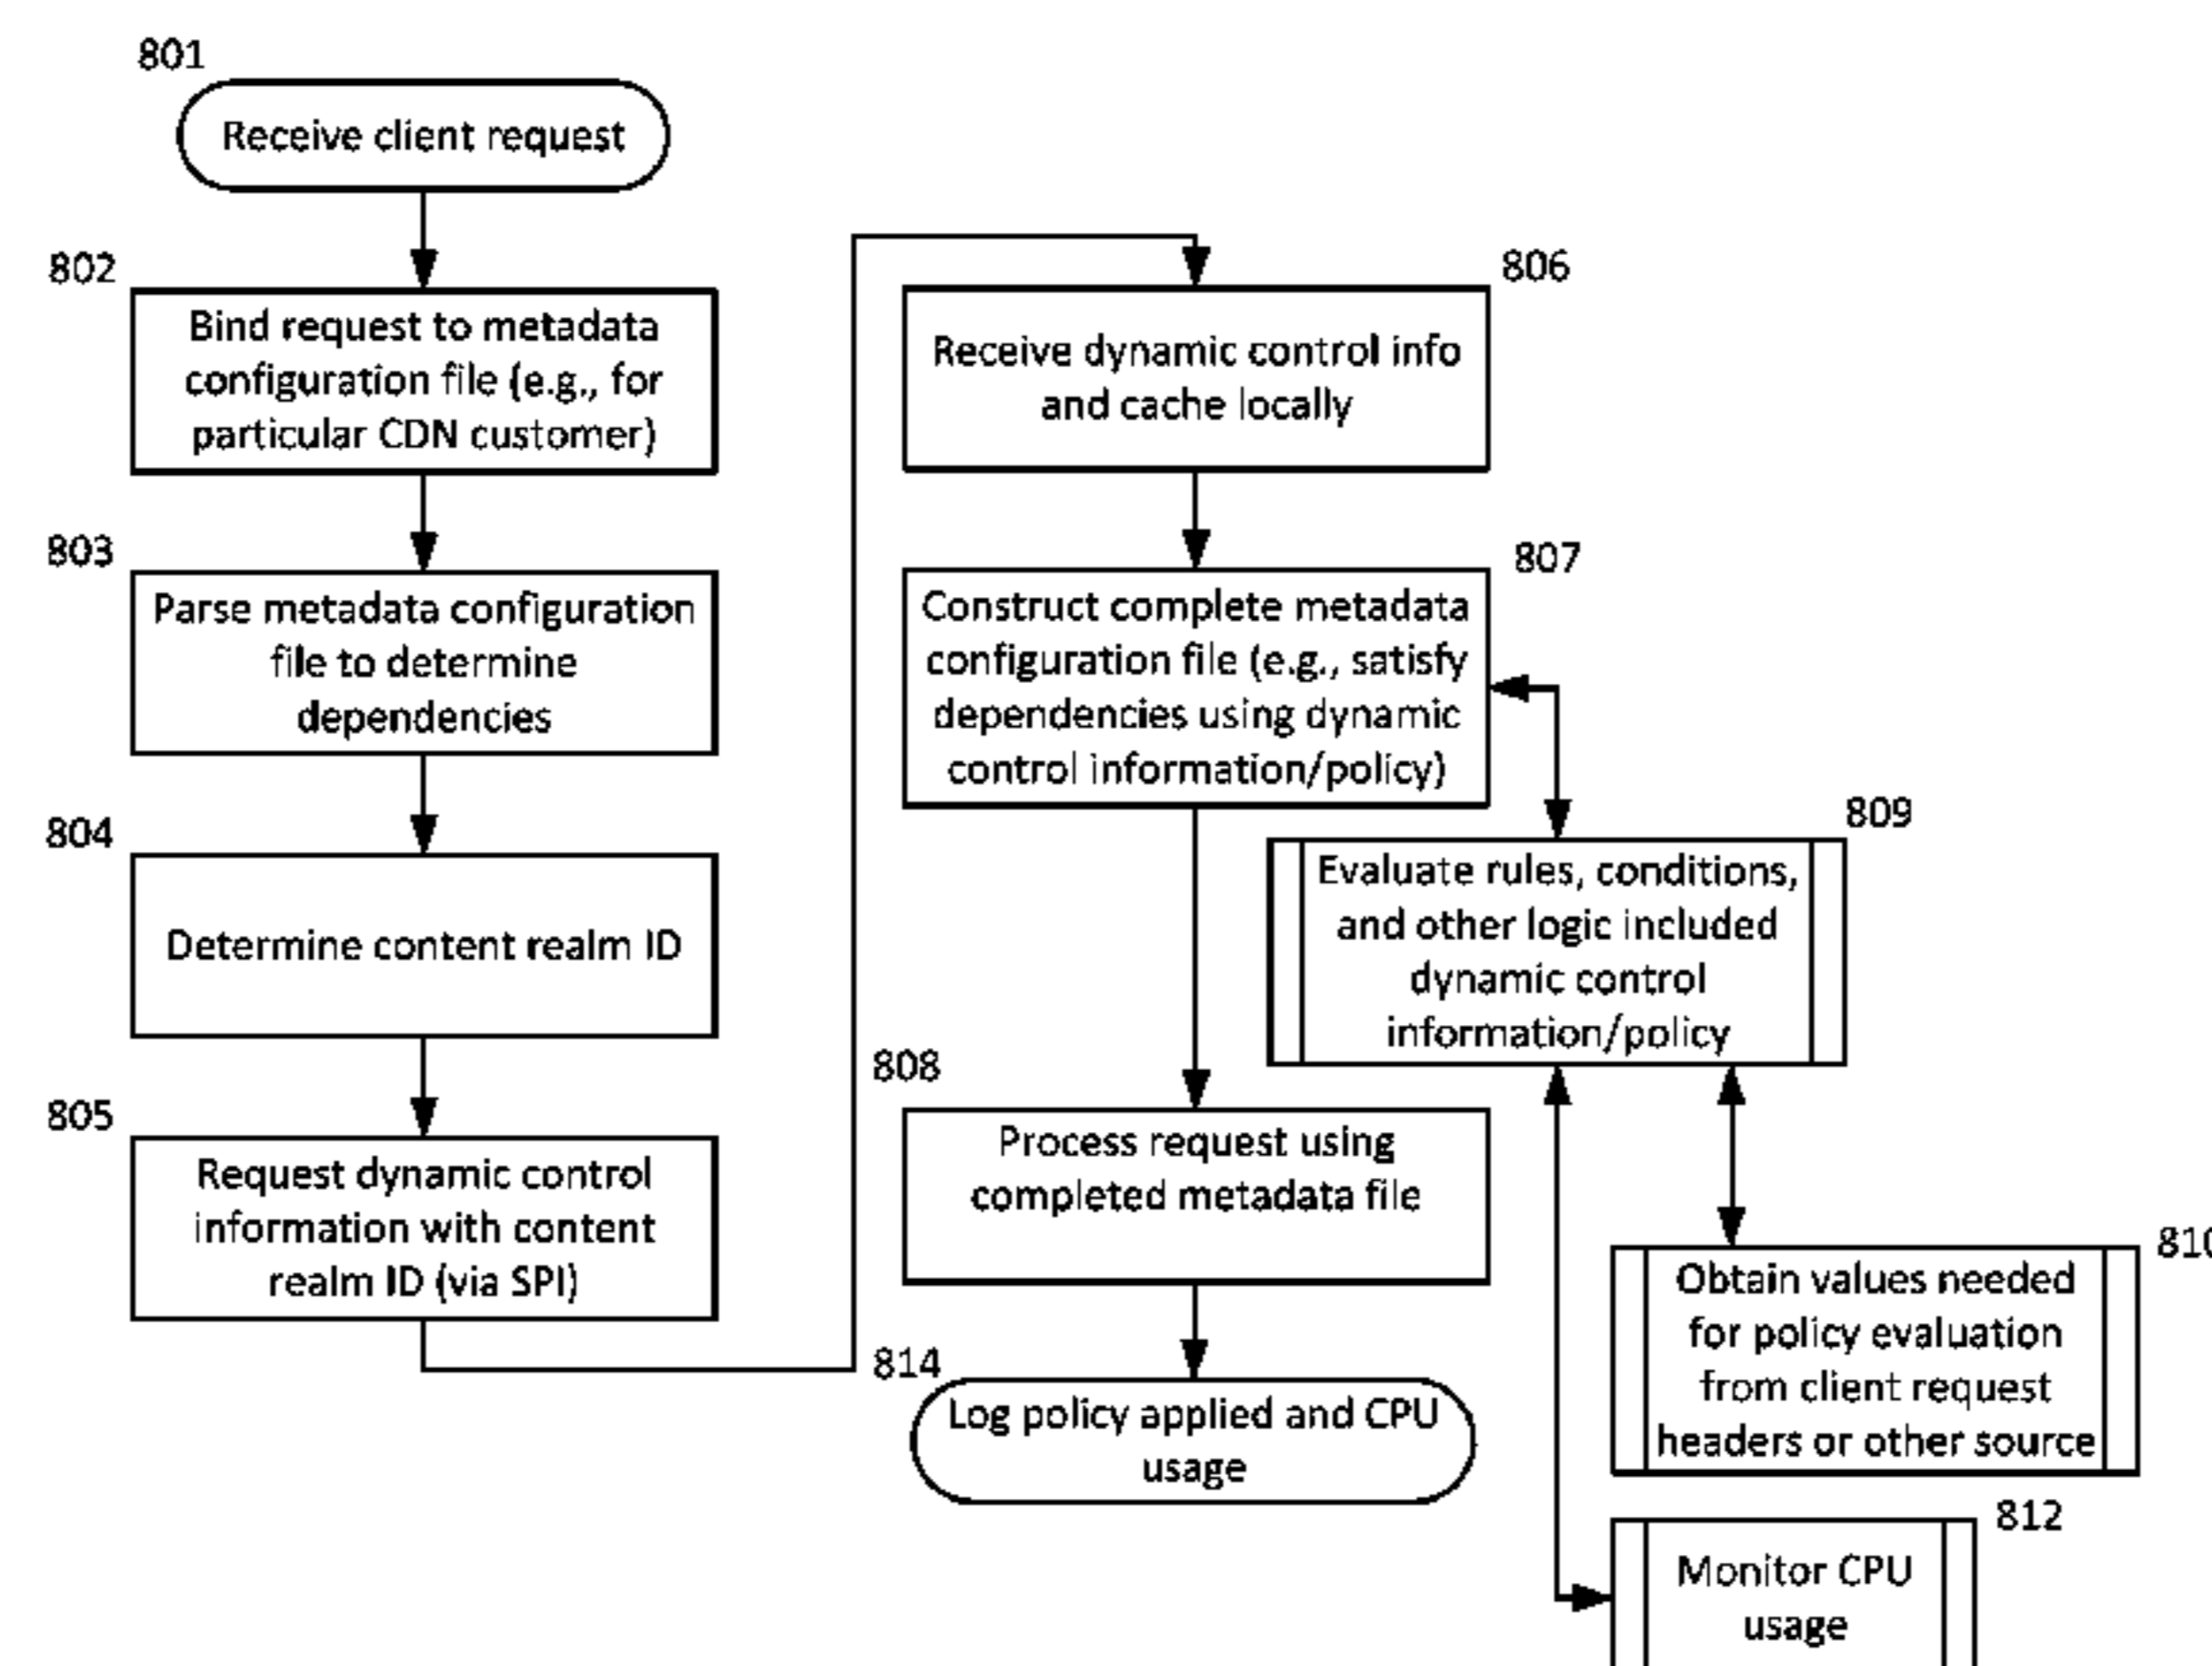 801
Receive client request
802
Bind request to metadata
configuration file (e.g., for
particular CDN customer)
803
Parse metadata configuration
file to determine
dependencies
804
Determine content realm ID
805
Request dynamic control
information with content
realm ID (via SPI)
806
Receive dynamic control info
and cache locally
807
Construct complete metadata
configuration file (e.g., satisfy
dependencies using dynamic
control information/policy)
809
Evaluate rules, conditions,
and other logic included
dynamic control
information/policy
808
Process request using
completed metadata file
810
Obtain values needed
for policy evaluation
from client request
headers or other source
814
Log policy applied and CPU
usage
812
Monitor CPU
usage